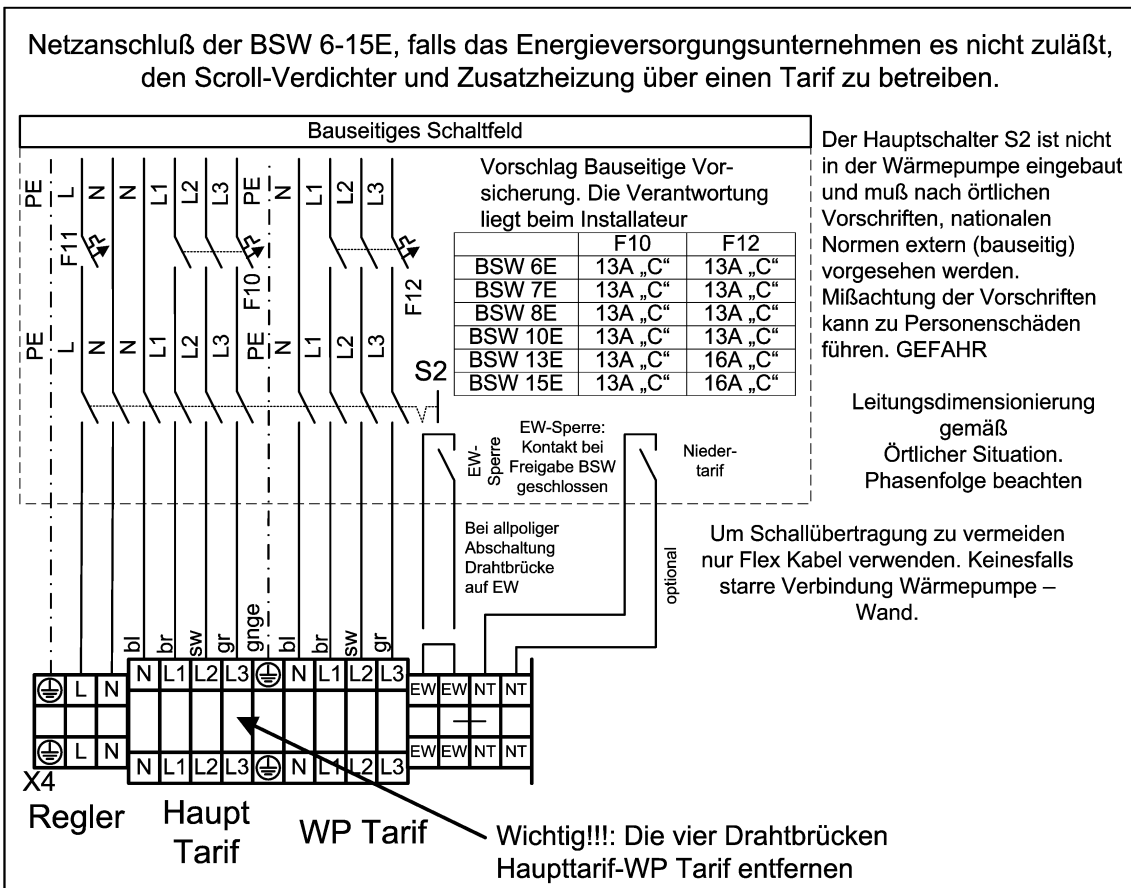 Netzanschluß der BSW 6-15E, falls das Energieversorgungsunternehmen es nicht zuläßt,
den Scroll-Verdichter und Zusatzheizung über einen Tarif zu betreiben.
Bauseitiges Schaltfeld
PE L N N L1 L2 L3 PE N L1 L2 L3
F11
F10
F12
Vorschlag Bauseitige Vor-
sicherung. Die Verantwortung
liegt beim Installateur
F10 F12
BSW 6E 13A „C“ 13A „C“
BSW 7E 13A „C“ 13A „C“
BSW 8E 13A „C“ 13A „C“
BSW 10E 13A „C“ 13A „C“
BSW 13E 13A „C“ 16A „C“
BSW 15E 13A „C“ 16A „C“
Der Hauptschalter S2 ist nicht
in der Wärmepumpe eingebaut
und muß nach örtlichen
Vorschriften, nationalen
Normen extern (bauseitig)
vorgesehen werden.
Mißachtung der Vorschriften
kann zu Personenschäden
führen. GEFAHR
PE L N N L1 L2 L3 PE N L1 L2 L3
S2
EW-
Sperre
EW-Sperre:
Kontakt bei
Freigabe BSW
geschlossen
Nieder-
tarif
Leitungsdimensionierung
gemäß
Örtlicher Situation.
Phasenfolge beachten
Bei allpoliger
Abschaltung
Drahtbrücke
auf EW
optional
Um Schallübertragung zu vermeiden
nur Flex Kabel verwenden. Keinesfalls
starre Verbindung Wärmepumpe –
Wand.
bl br sw gr gnge bl br sw gr
L N N L1 L2 L3 N L1 L2 L3 EW EW NT NT
L N N L1 L2 L3 N L1 L2 L3 EW EW NT NT
X4
Regler
Haupt
Tarif
WP Tarif
Wichtig!!!: Die vier Drahtbrücken
Haupttarif-WP Tarif entfernen